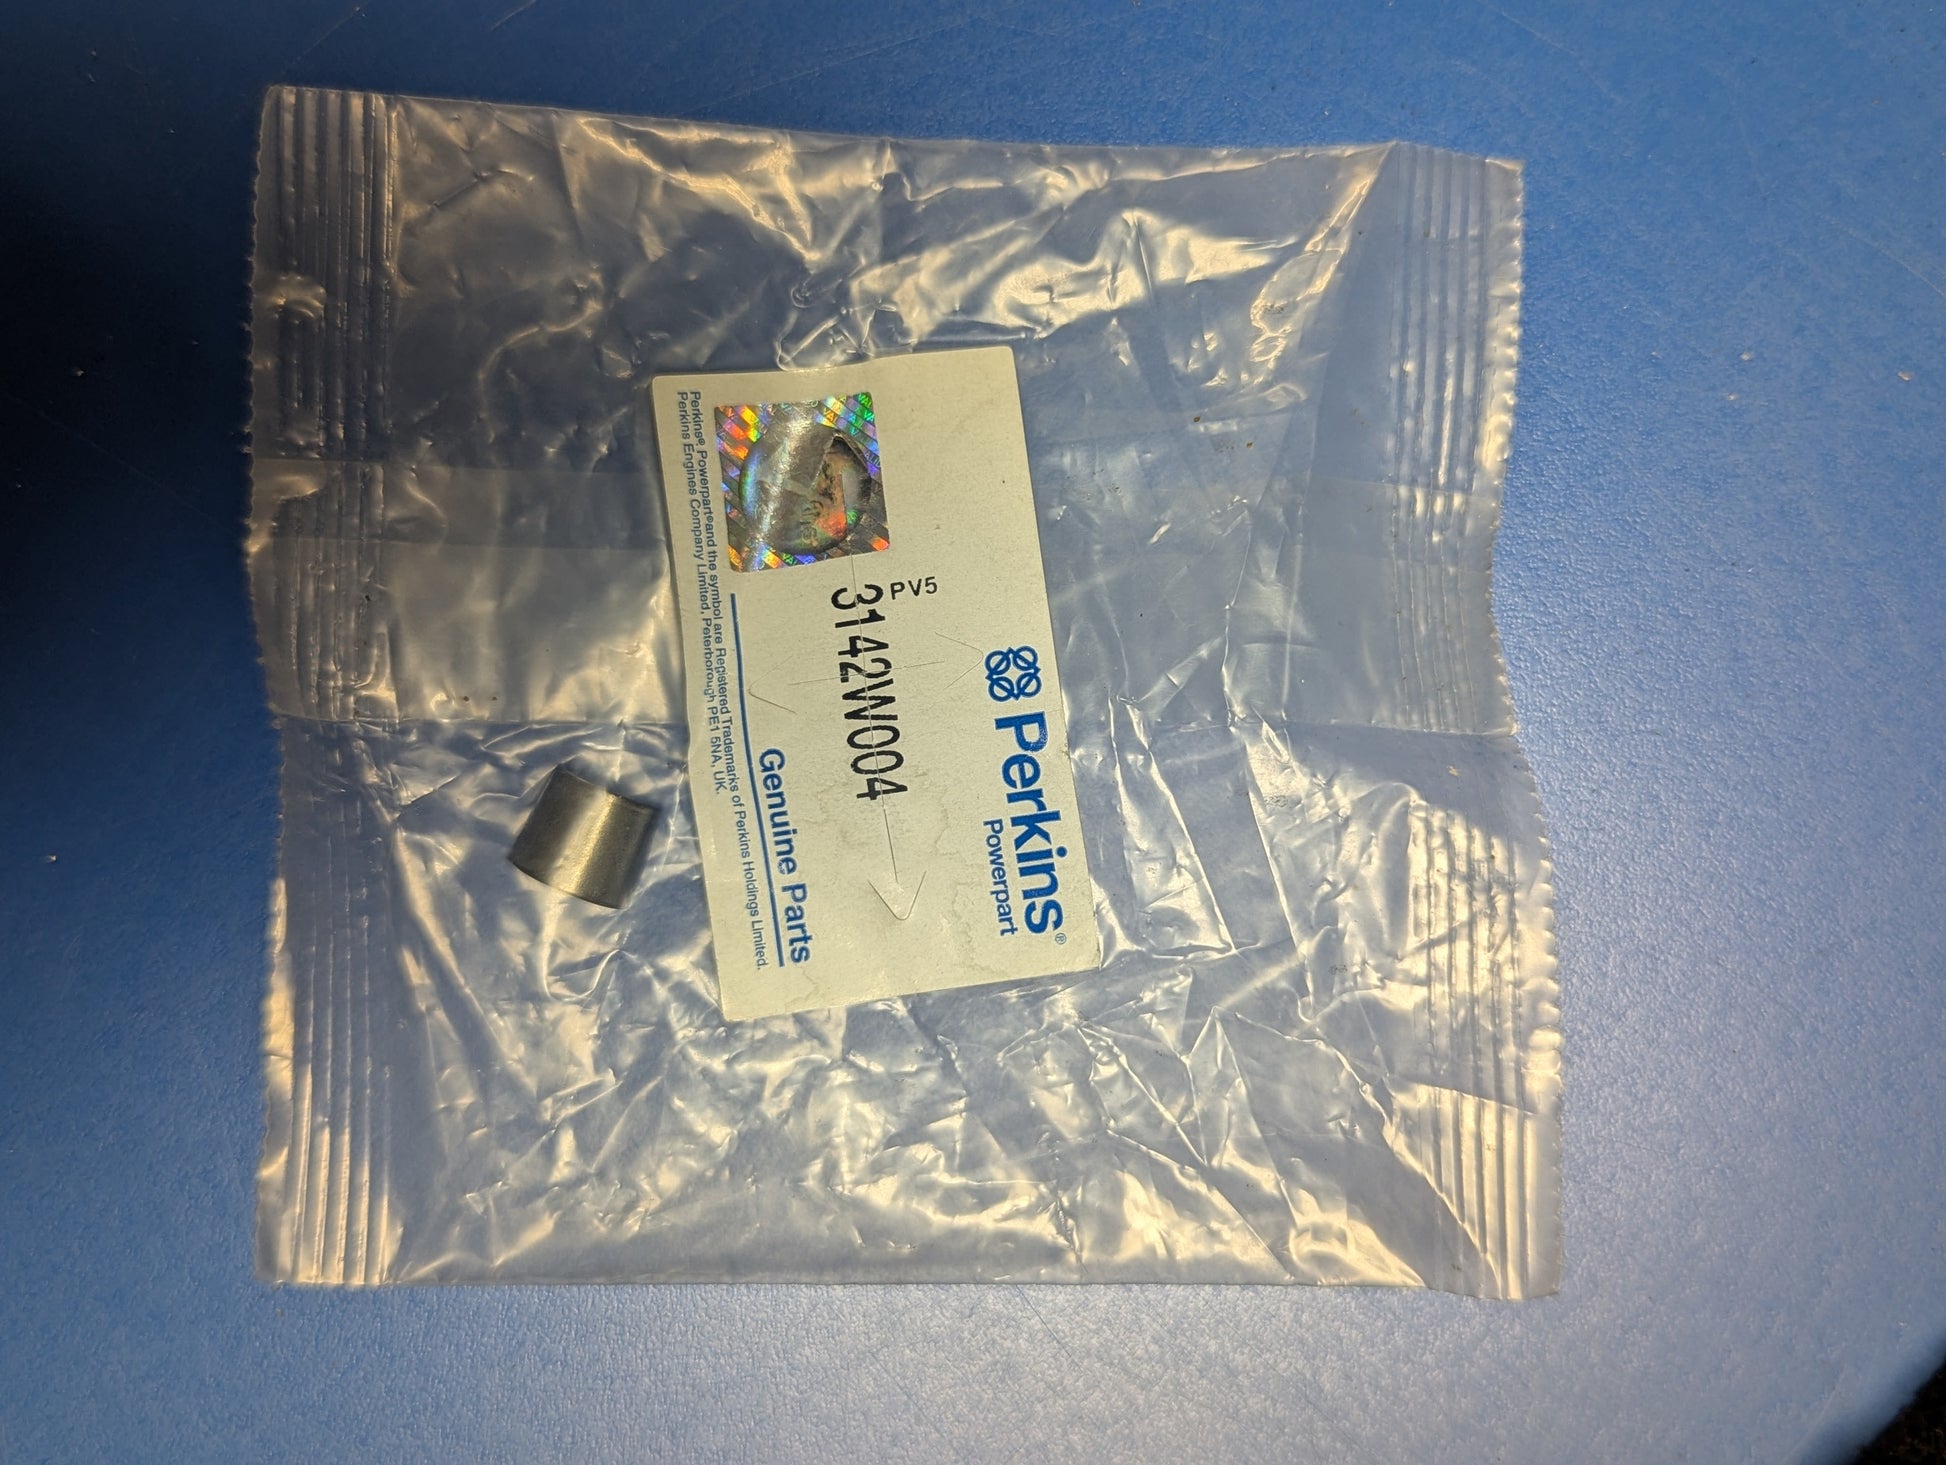 Perkins®
Powerpart
PV5
3142W004
Genuine Parts
Perkins® Powerpart® and the symbol are Registered Trademarks of Perkins Holdings Limited.
Perkins Engines Company Limited, Peterborough PE1 5NA, UK.